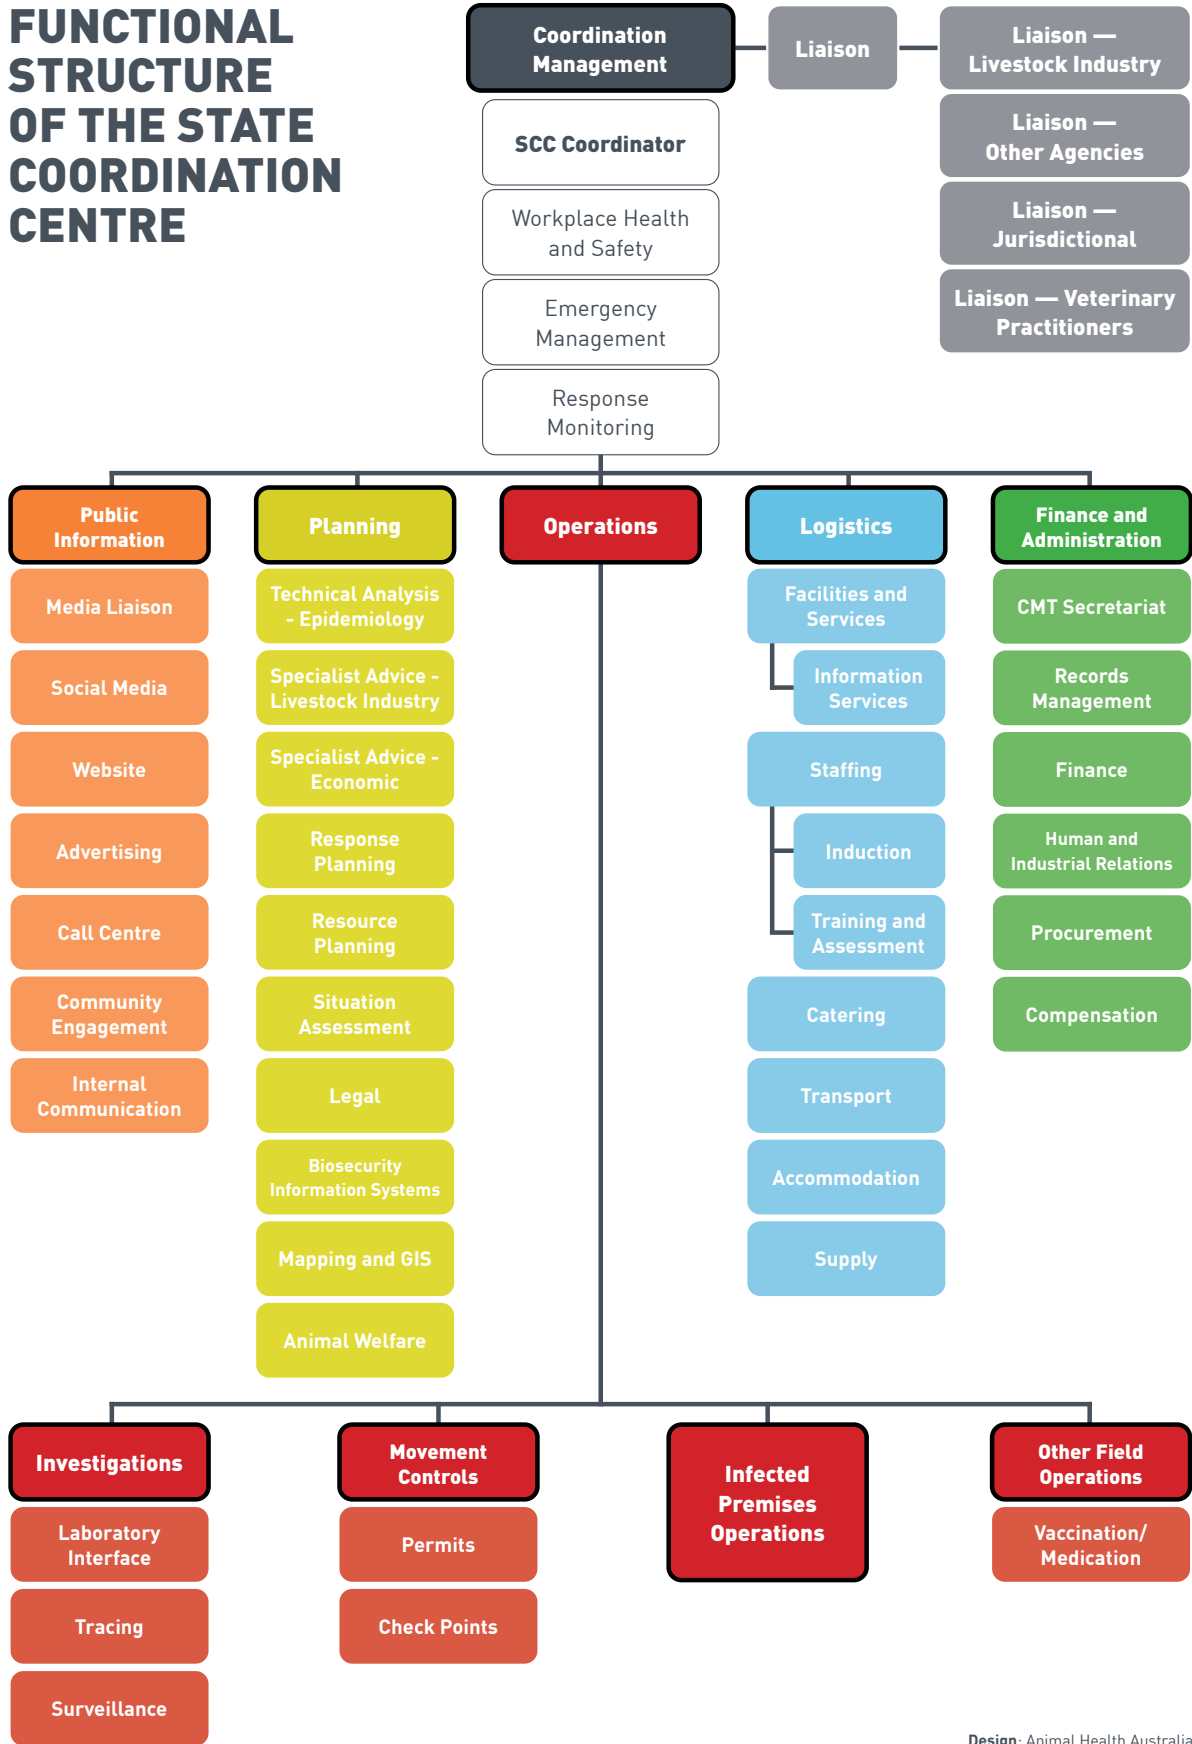 FUNCTIONAL
STRUCTURE
OF THE STATE
COORDINATION
CENTRE
Coordination
Management
Liaison
Liaison —
Livestock Industry
Liaison —
Other Agencies
Liaison —
Jurisdictional
Liaison — Veterinary
Practitioners
SCC Coordinator
Workplace Health
and Safety
Emergency
Management
Response
Monitoring
Public
Information
Media Liaison
Social Media
Website
Advertising
Call Centre
Community
Engagement
Internal
Communication
Planning
Technical Analysis
- Epidemiology
Specialist Advice -
Livestock Industry
Specialist Advice -
Economic
Response
Planning
Resource
Planning
Situation
Assessment
Legal
Biosecurity
Information Systems
Mapping and GIS
Animal Welfare
Operations
Logistics
Facilities and
Services
Information
Services
Staffing
Induction
Training and
Assessment
Catering
Transport
Accommodation
Supply
Finance and
Administration
CMT Secretariat
Records
Management
Finance
Human and
Industrial Relations
Procurement
Compensation
Investigations
Laboratory
Interface
Tracing
Surveillance
Movement
Controls
Permits
Check Points
Infected
Premises
Operations
Other Field
Operations
Vaccination/
Medication
Design: Animal Health Australia